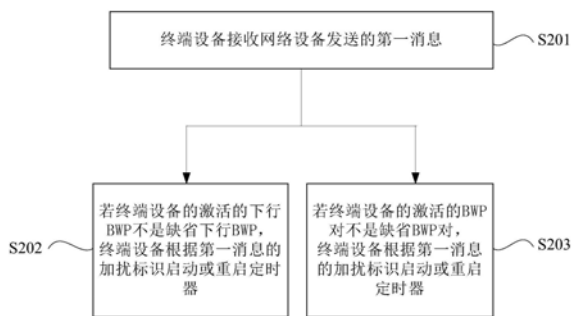 终端设备接收网络设备发送的第一消息
S201
若终端设备的激活的下行
BWP不是缺省下行BWP,
终端设备根据第一消息的
加扰标识启动或重启定时
器
S202
若终端设备的激活的BWP
对不是缺省BWP对,
终端设备根据第一消息
的加扰标识启动或重启
定时器
S203